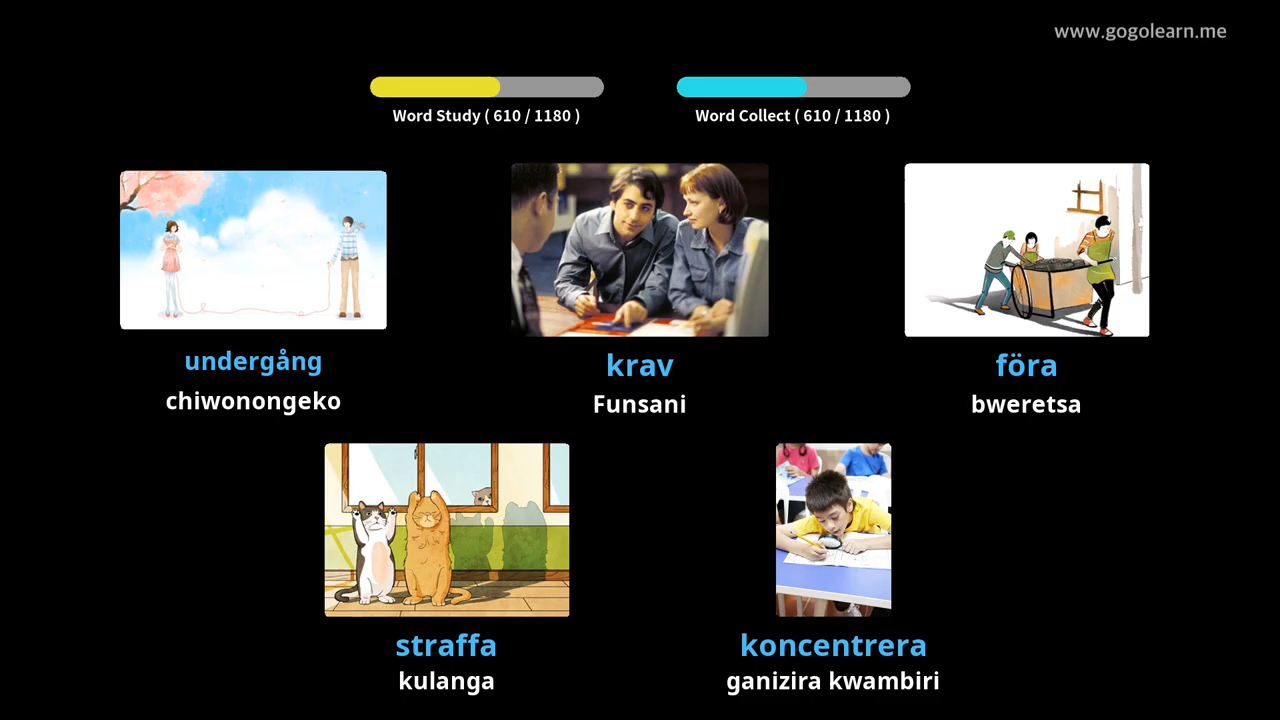 www.gogolearn.me
Word Study ( 610 / 1180 )
Word Collect ( 610 / 1180 )
undergång
chiwonongeko
krav
Funsani
föra
bweretsa
straffa
kulanga
koncentrera
ganizira kwambiri